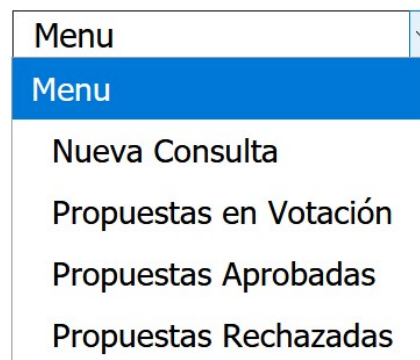 Menu
Menu
Nueva Consulta
Propuestas en Votación
Propuestas Aprobadas
Propuestas Rechazadas